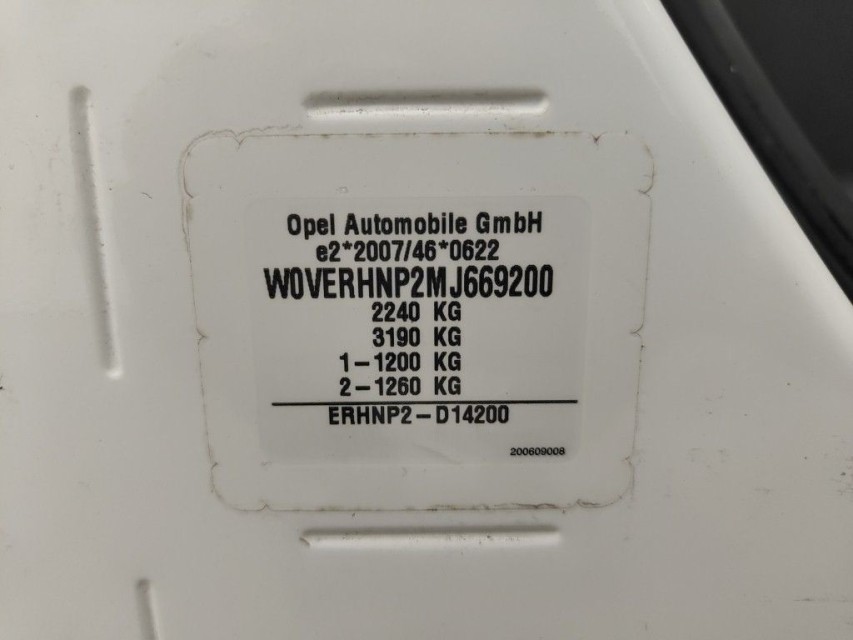 Opel Automobile GmbH
e2*2007/46*0622
W0VERHNP2MJ669200
2240 KG
3190 KG
1-1200 KG
2-1260 KG
ERHNP2-D14200
200609008